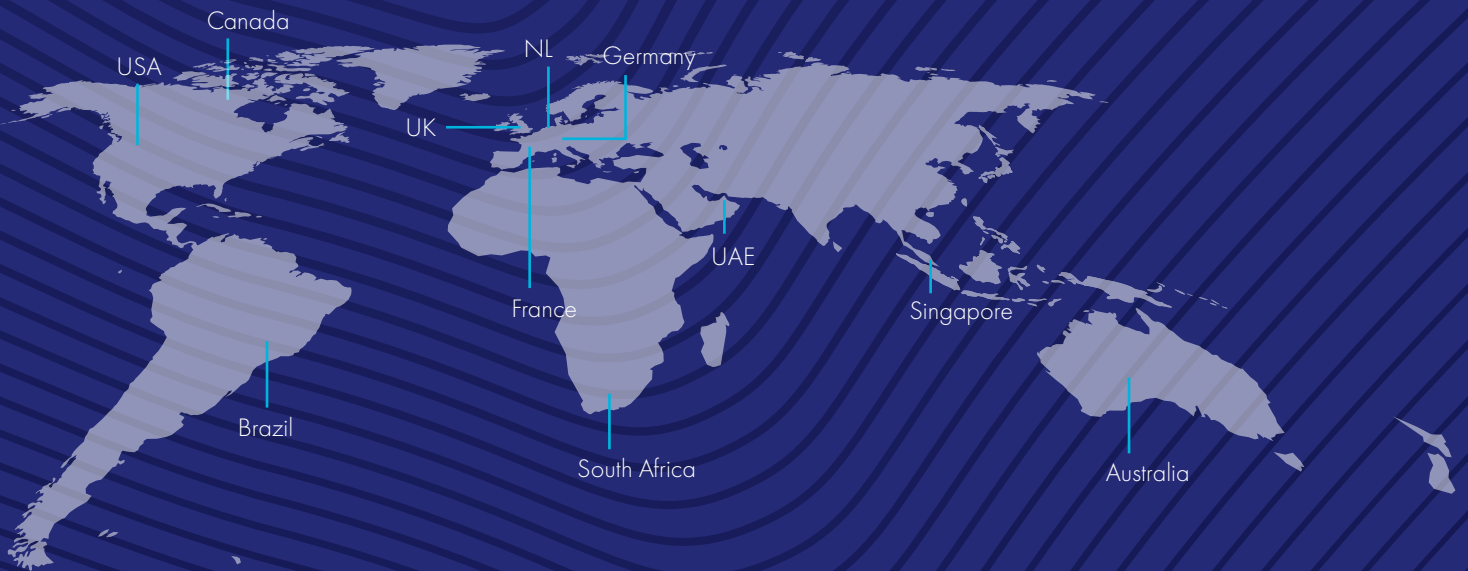 Canada
USA
NL
Germany
UK
UAE
France
Singapore
Brazil
South Africa
Australia